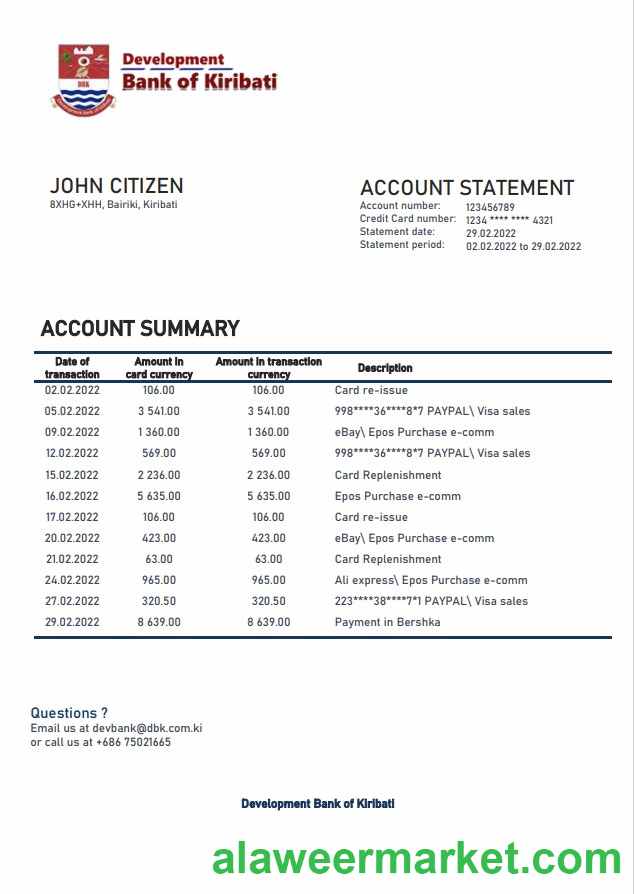 Development
Bank of Kiribati
DBK
JOHN CITIZEN
8XHG+XHH, Bairiki, Kiribati
ACCOUNT STATEMENT
Account number: 123456789
Credit Card number: 1234 **** **** 4321
Statement date: 29.02.2022
Statement period: 02.02.2022 to 29.02.2022
ACCOUNT SUMMARY
Date of transaction Amount in card currency Amount in transaction currency Description
02.02.2022 106.00 106.00 Card re-issue
05.02.2022 3 541.00 3 541.00 998****36****8*7 PAYPAL\ Visa sales
09.02.2022 1 360.00 1 360.00 eBay\ Epos Purchase e-comm
12.02.2022 569.00 569.00 998****36****8*7 PAYPAL\ Visa sales
15.02.2022 2 236.00 2 236.00 Card Replenishment
16.02.2022 5 635.00 5 635.00 Epos Purchase e-comm
17.02.2022 106.00 106.00 Card re-issue
20.02.2022 423.00 423.00 eBay\ Epos Purchase e-comm
21.02.2022 63.00 63.00 Card Replenishment
24.02.2022 965.00 965.00 Ali express\ Epos Purchase e-comm
27.02.2022 320.50 320.50 223****38****7*1 PAYPAL\ Visa sales
29.02.2022 8 639.00 8 639.00 Payment in Bershka
Questions ?
Email us at devbank@dbk.com.ki
or call us at +686 75021665
Development Bank of Kiribati
alaweermarket.com